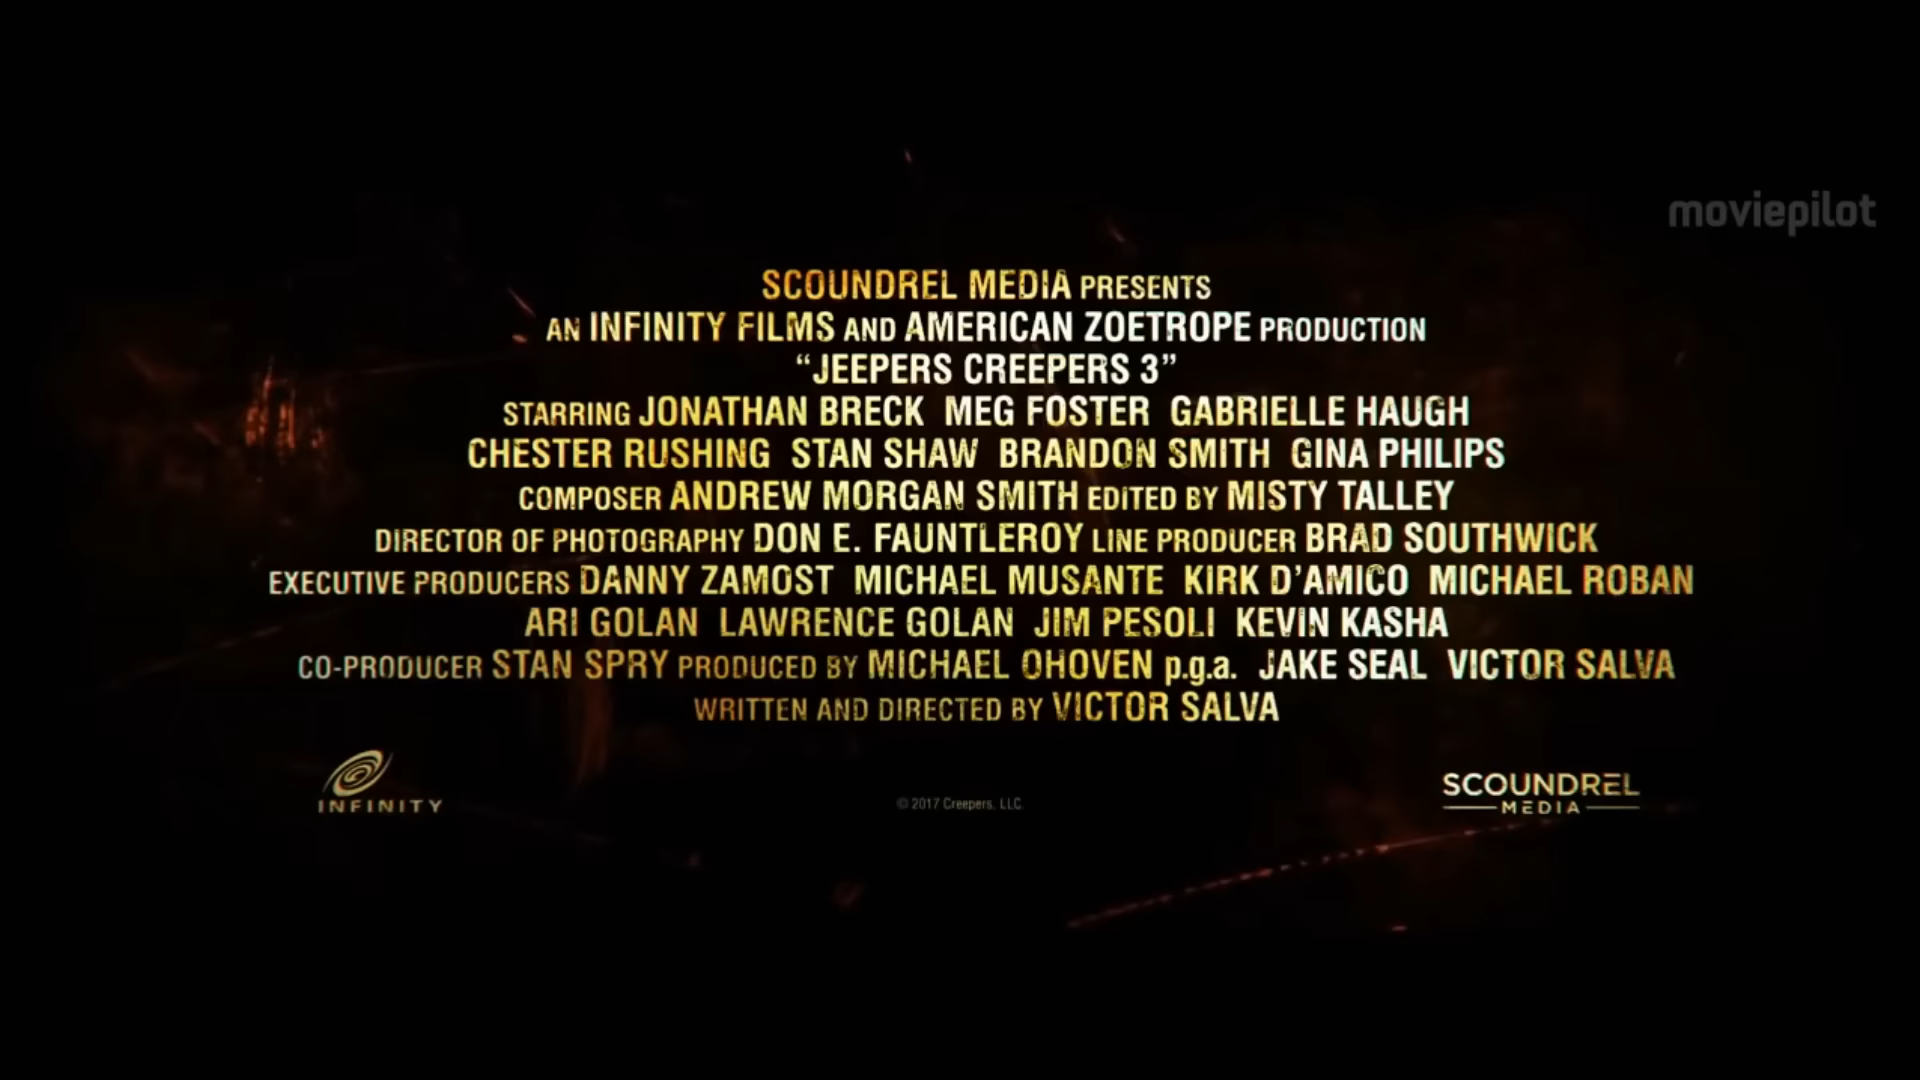 moviepilot
SCOUNDREL MEDIA PRESENTS
AN INFINITY FILMS AND AMERICAN ZOETROPE PRODUCTION
“JEEPERS CREEPERS 3”
STARRING JONATHAN BRECK MEG FOSTER GABRIELLE HAUGH
CHESTER RUSHING STAN SHAW BRANDON SMITH GINA PHILIPS
COMPOSER ANDREW MORGAN SMITH EDITED BY MISTY TALLEY
DIRECTOR OF PHOTOGRAPHY DON E. FAUNTLEROY LINE PRODUCER BRAD SOUTHWICK
EXECUTIVE PRODUCERS DANNY ZAMOST MICHAEL MUSANTE KIRK D’AMICO MICHAEL ROBAN
ARI GOLAN LAWRENCE GOLAN JIM PESOLI KEVIN KASHA
CO-PRODUCER STAN SPRY PRODUCED BY MICHAEL OHOVEN p.g.a. JAKE SEAL VICTOR SALVA
WRITTEN AND DIRECTED BY VICTOR SALVA
INFINITY
© 2017 Creepers, LLC
SCOUNDREL
MEDIA